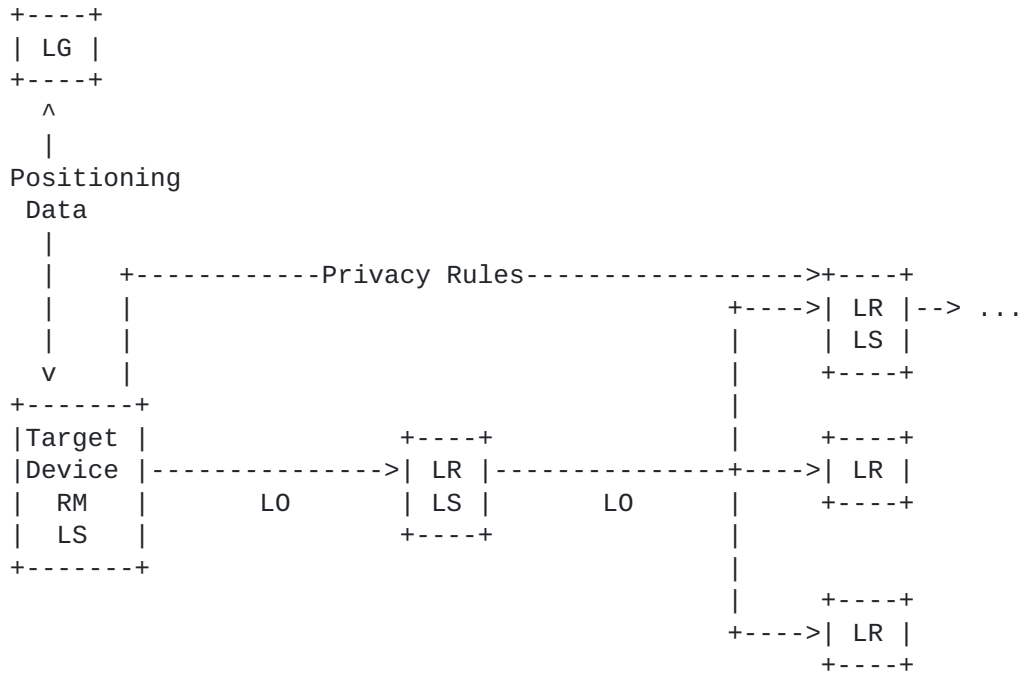 +----+
| LG |
+----+
  ^
  |
Positioning
 Data
  |
  |    +------------Privacy Rules------------------>+----+
  |    |                                      +---->| LR |--> ...
  |    |                                      |     | LS |
  v    |                                      |     +----+
+-------+                                     |
|Target |                +----+               |     +----+
|Device |--------------->| LR |---------------+---->| LR |
|  RM   |       LO       | LS |       LO      |     +----+
|  LS   |                +----+               |
+-------+                                     |
                                              |     +----+
                                              +---->| LR |
                                                    +----+